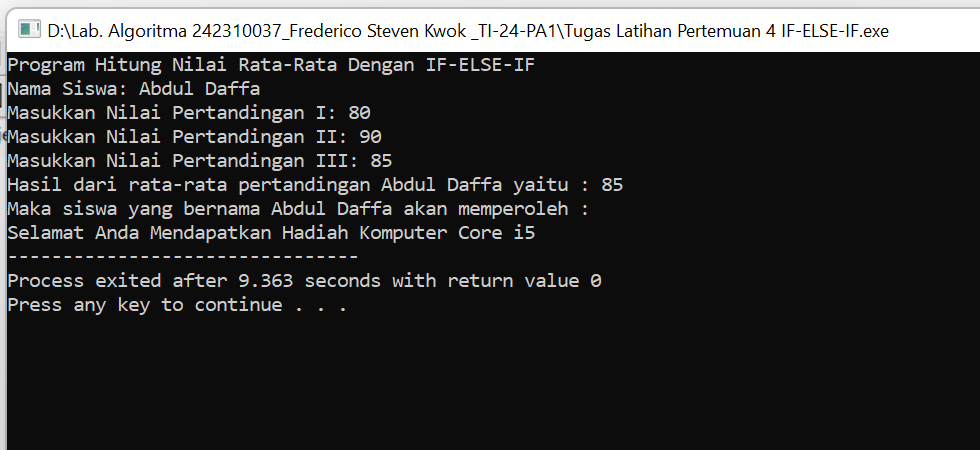 D:\Lab. Algoritma 242310037_Frederico Steven Kwok _TI-24-PA1\Tugas Latihan Pertemuan 4 IF-ELSE-IF.exe
Program Hitung Nilai Rata-Rata Dengan IF-ELSE-IF
Nama Siswa: Abdul Daffa
Masukkan Nilai Pertandingan I: 80
Masukkan Nilai Pertandingan II: 90
Masukkan Nilai Pertandingan III: 85
Hasil dari rata-rata pertandingan Abdul Daffa yaitu : 85
Maka siswa yang bernama Abdul Daffa akan memperoleh :
Selamat Anda Mendapatkan Hadiah Komputer Core i5
--------------------------------
Process exited after 9.363 seconds with return value 0
Press any key to continue . . .